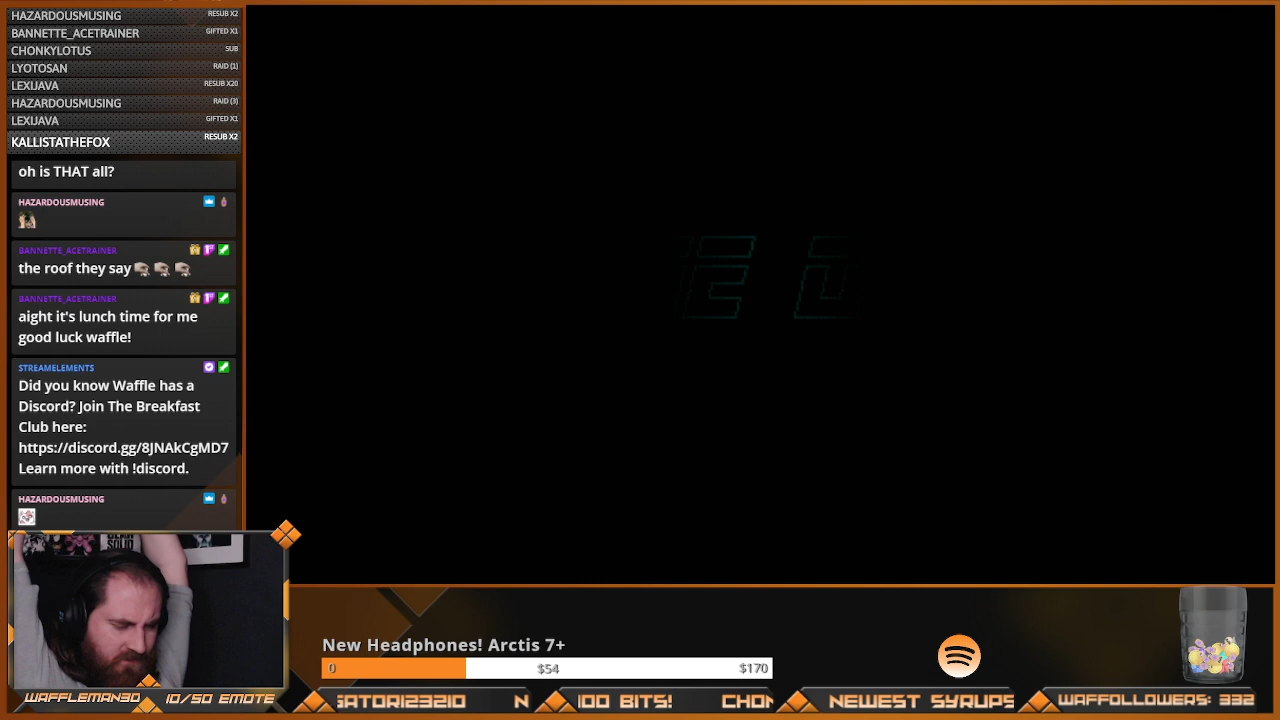 HAZARDOUSMUSING RESUB X2
BANNETTE_ACETRAINER GIFTED X1
CHONKYLOTUS SUB
LYOTOSAN RAID (1)
LEXIJAVA RESUB X20
HAZARDOUSMUSING RAID (3)
LEXIJAVA GIFTED X1
KALLISTATHEFOX RESUB X2
oh is THAT all?
HAZARDOUSMUSING
BANNETTE_ACETRAINER
the roof they say
BANNETTE_ACETRAINER
aight it's lunch time for me
good luck waffle!
STREAMELEMENTS
Did you know Waffle has a
Discord? Join The Breakfast
Club here:
https://discord.gg/8JNAkCgMD7
Learn more with !discord.
HAZARDOUSMUSING
New Headphones! Arctis 7+
0 $54 $170
WAFFLEMAN3D 10/50 EMOTE
GATOR123210 N 100 BITS! CHON NEWEST SYRUPS WAFFOLLOWERS: 332